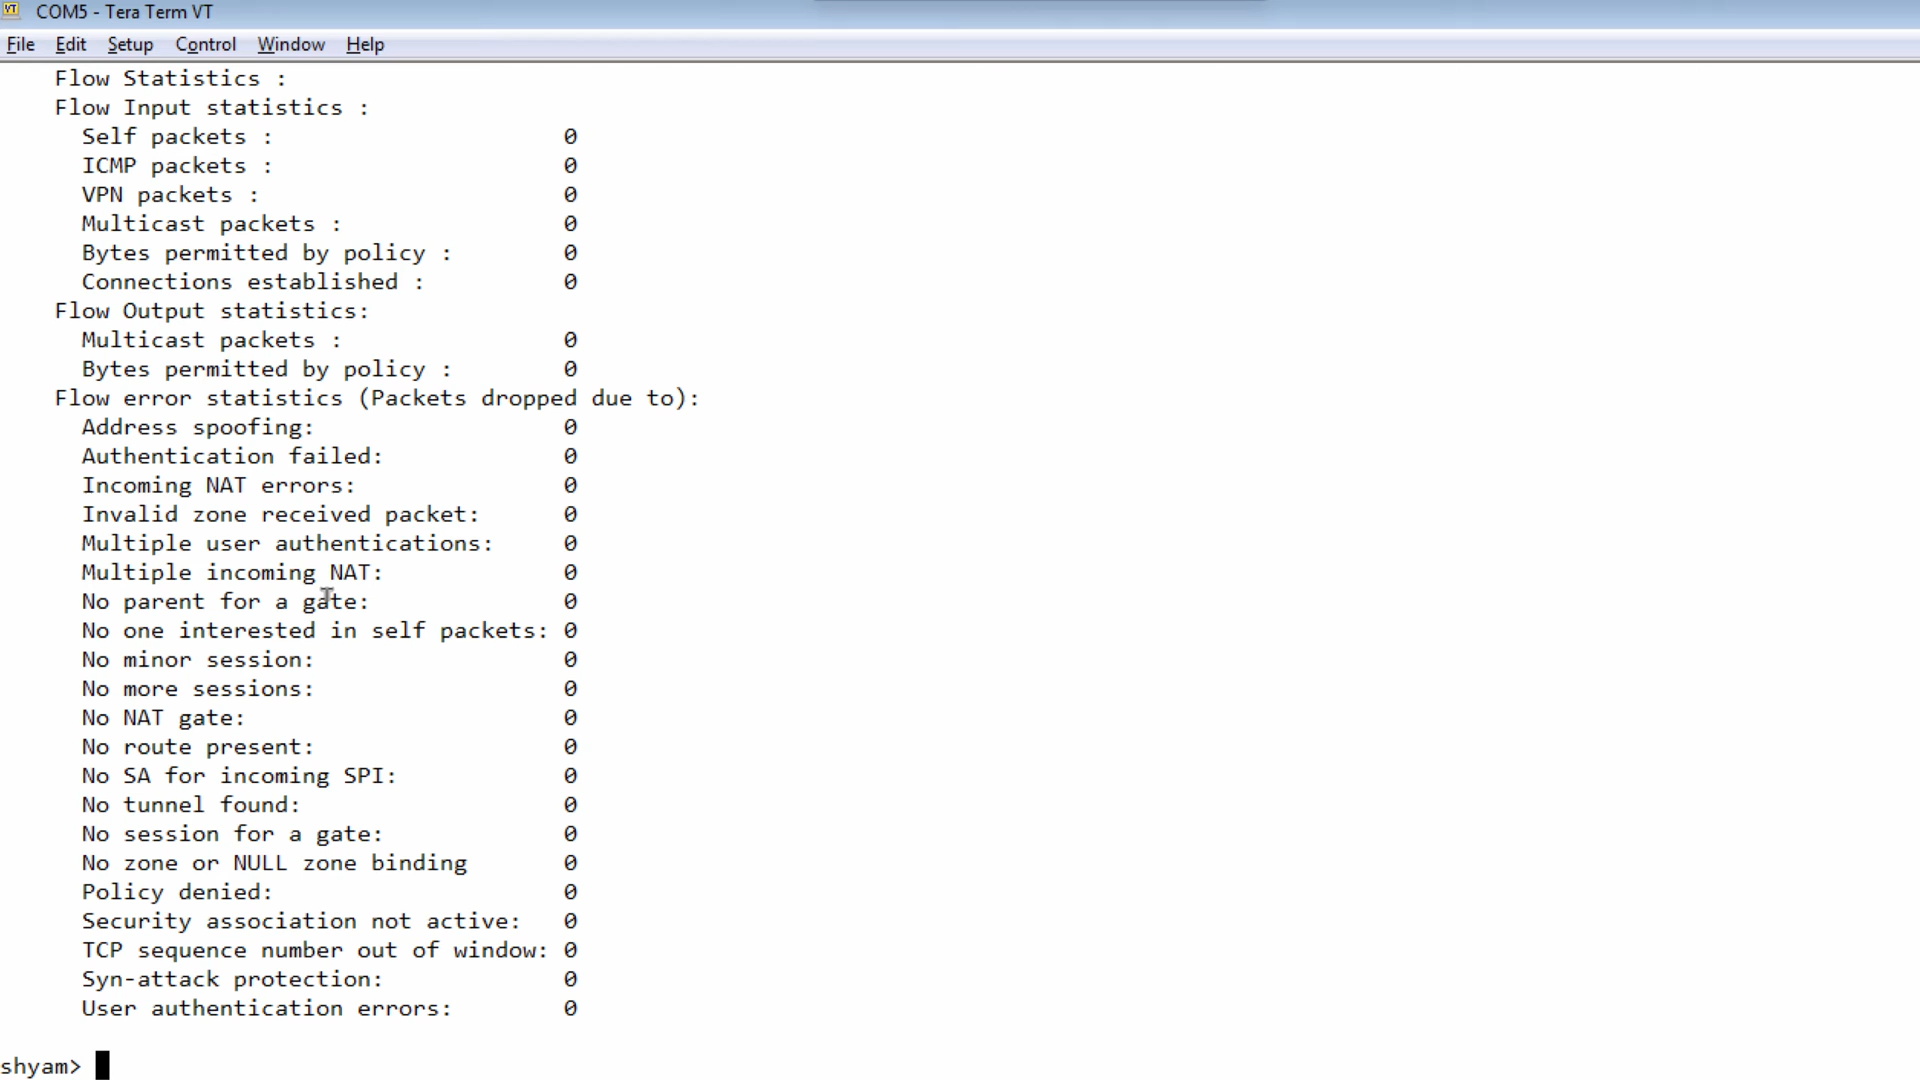 COM5 - Tera Term VT
File Edit Setup Control Window Help
Flow Statistics :
Flow Input statistics :
Self packets : 0
ICMP packets : 0
VPN packets : 0
Multicast packets : 0
Bytes permitted by policy : 0
Connections established : 0
Flow Output statistics:
Multicast packets : 0
Bytes permitted by policy : 0
Flow error statistics (Packets dropped due to):
Address spoofing: 0
Authentication failed: 0
Incoming NAT errors: 0
Invalid zone received packet: 0
Multiple user authentications: 0
Multiple incoming NAT: 0
No parent for a gate: 0
No one interested in self packets: 0
No minor session: 0
No more sessions: 0
No NAT gate: 0
No route present: 0
No SA for incoming SPI: 0
No tunnel found: 0
No session for a gate: 0
No zone or NULL zone binding 0
Policy denied: 0
Security association not active: 0
TCP sequence number out of window: 0
Syn-attack protection: 0
User authentication errors: 0
shyam>